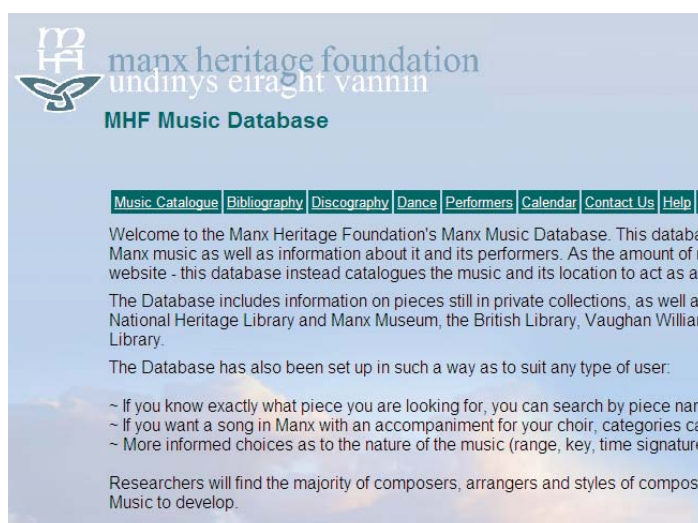 mhf
manx heritage foundation
undinys eiraght vannin
MHF Music Database
Music Catalogue Bibliography Discography Dance Performers Calendar Contact Us Help
Welcome to the Manx Heritage Foundation's Manx Music Database. This databa
Manx music as well as information about it and its performers. As the amount of
website - this database instead catalogues the music and its location to act as a
The Database includes information on pieces still in private collections, as well a
National Heritage Library and Manx Museum, the British Library, Vaughan Willia
Library.
The Database has also been set up in such a way as to suit any type of user:
~ If you know exactly what piece you are looking for, you can search by piece nar
~ If you want a song in Manx with an accompaniment for your choir, categories ca
~ More informed choices as to the nature of the music (range, key, time signature
Researchers will find the majority of composers, arrangers and styles of compos
Music to develop.